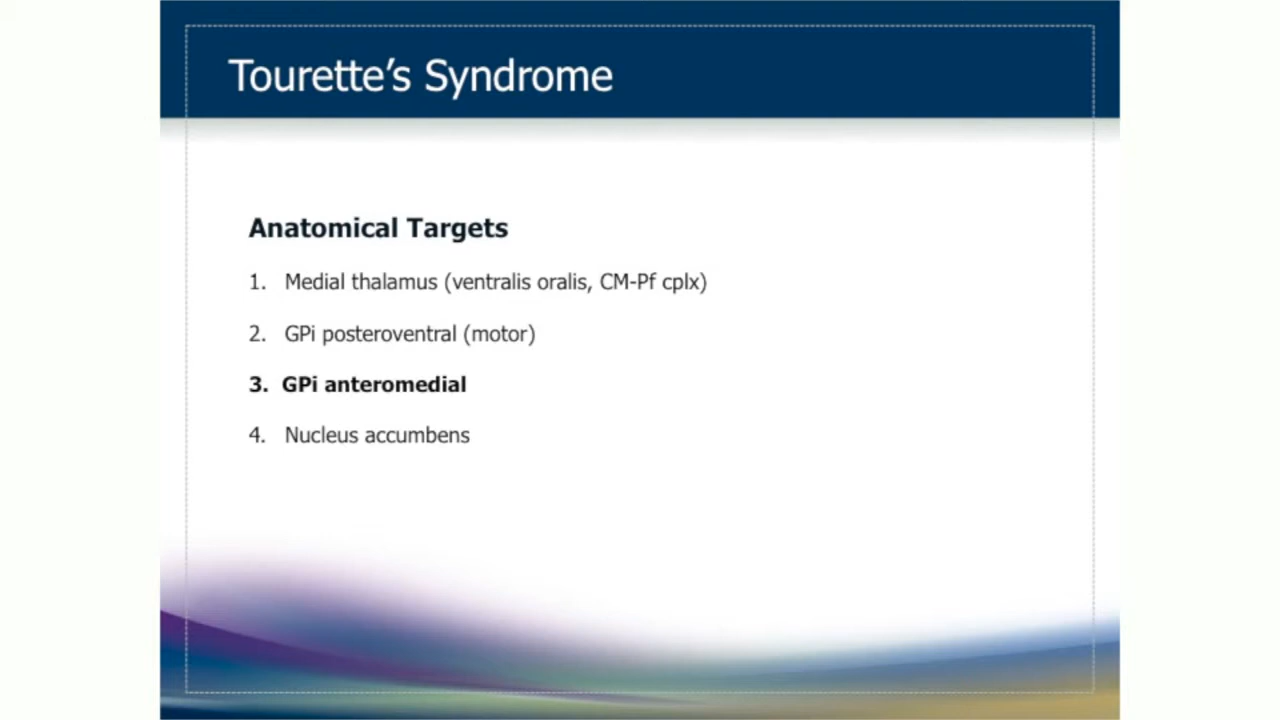 Tourette’s Syndrome
Anatomical Targets
1. Medial thalamus (ventralis oralis, CM-Pf cplx)
2. GPi posteroventral (motor)
3. GPi anteromedial
4. Nucleus accumbens